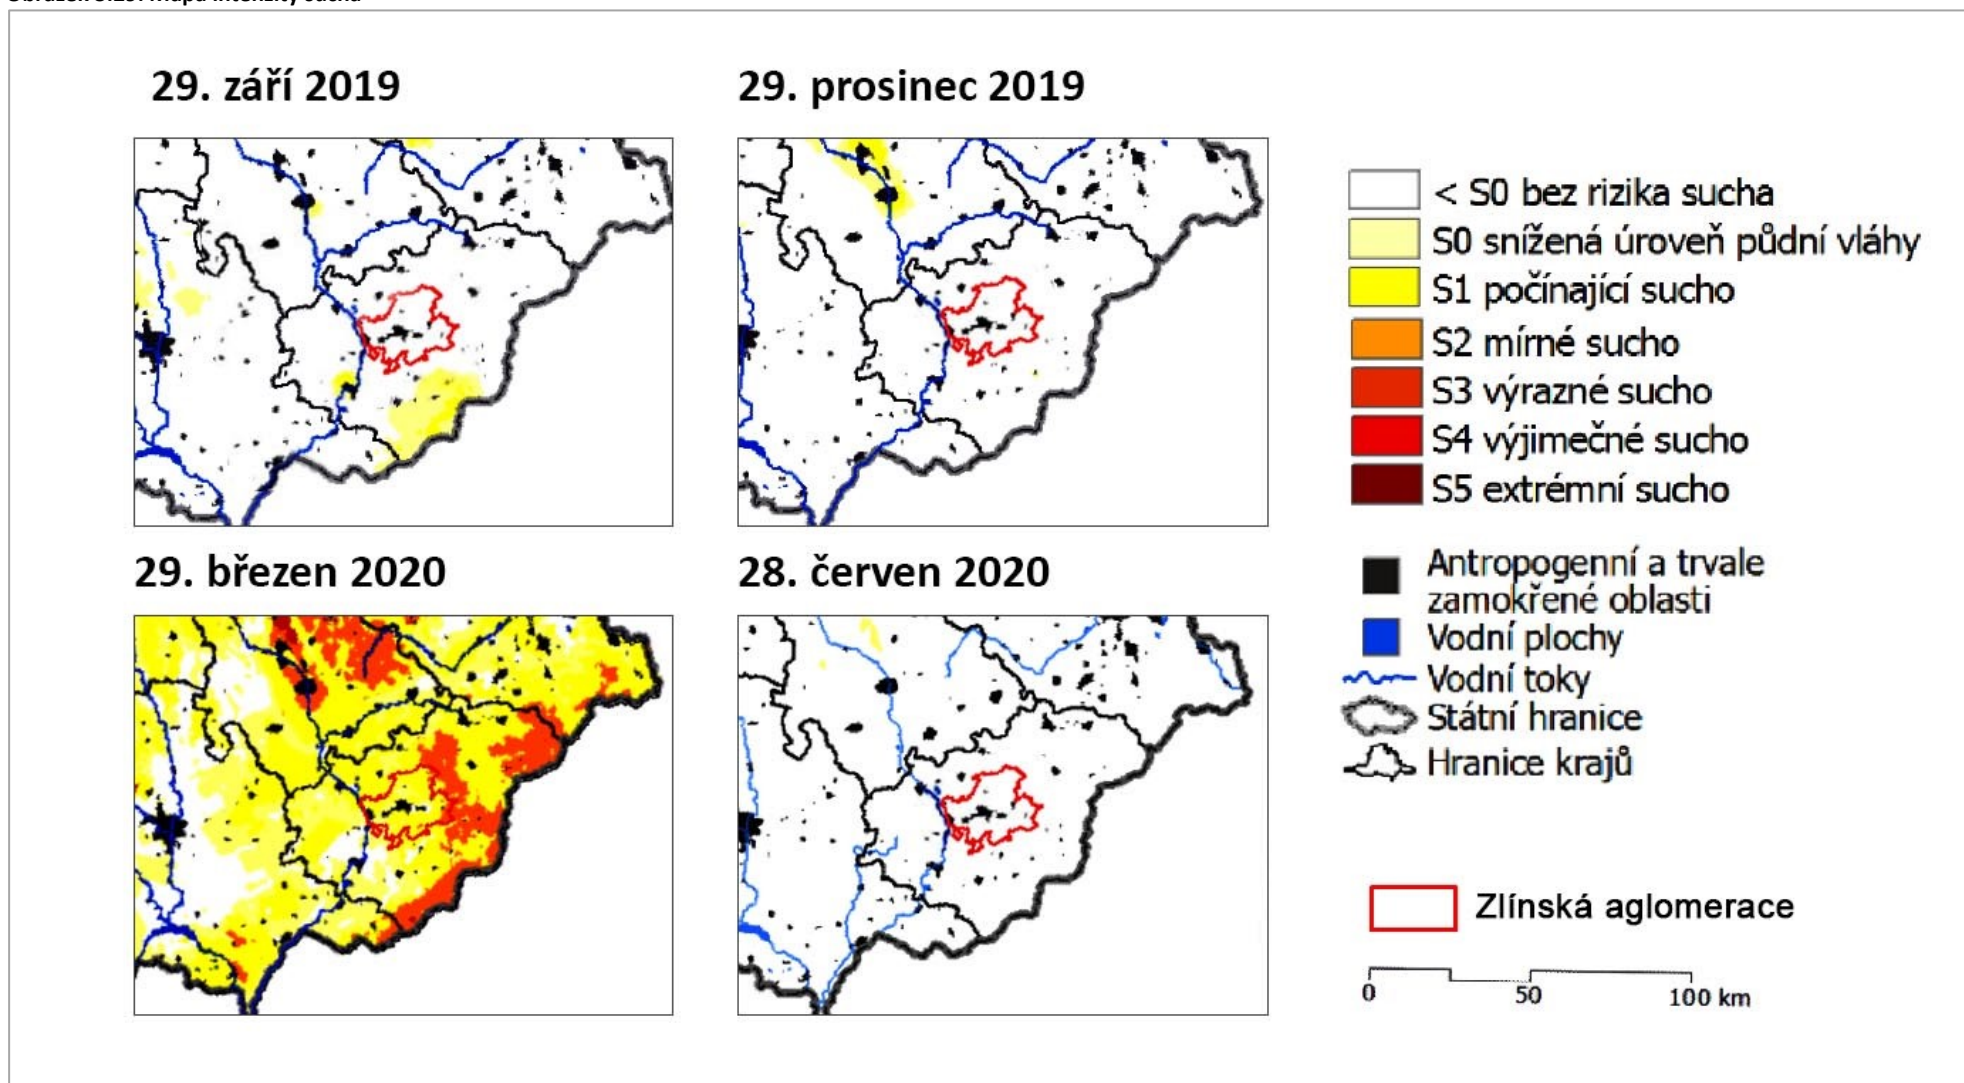 29. září 2019
29. prosinec 2019
29. březen 2020
28. červen 2020
< S0 bez rizika sucha
S0 snížená úroveň půdní vláhy
S1 počínající sucho
S2 mírné sucho
S3 výrazné sucho
S4 výjimečné sucho
S5 extrémní sucho
Antropogenní a trvale
zamokřené oblasti
Vodní plochy
Vodní toky
Státní hranice
Hranice krajů
Zlínská aglomerace
0 50 100 km